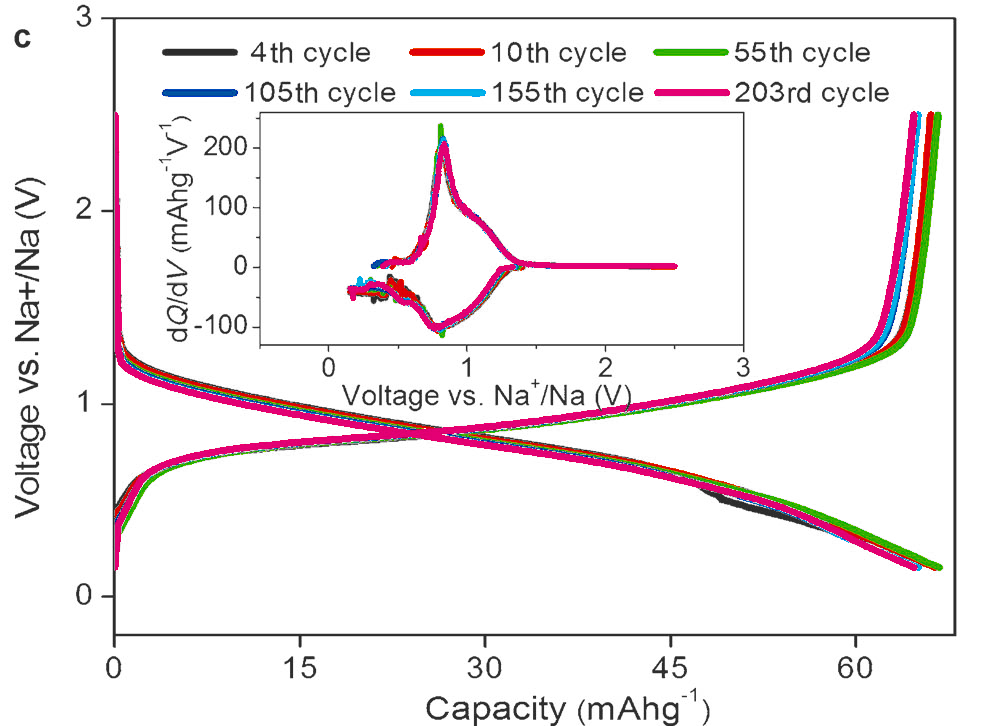 c
3
4th cycle 10th cycle 55th cycle
105th cycle 155th cycle 203rd cycle
Voltage vs. Na+/Na (V)
2
1
0
dQ/dV (mAhg⁻¹V⁻¹)
200
100
0
-100
0 1 2 3
Voltage vs. Na⁺/Na (V)
0 15 30 45 60
Capacity (mAhg⁻¹)